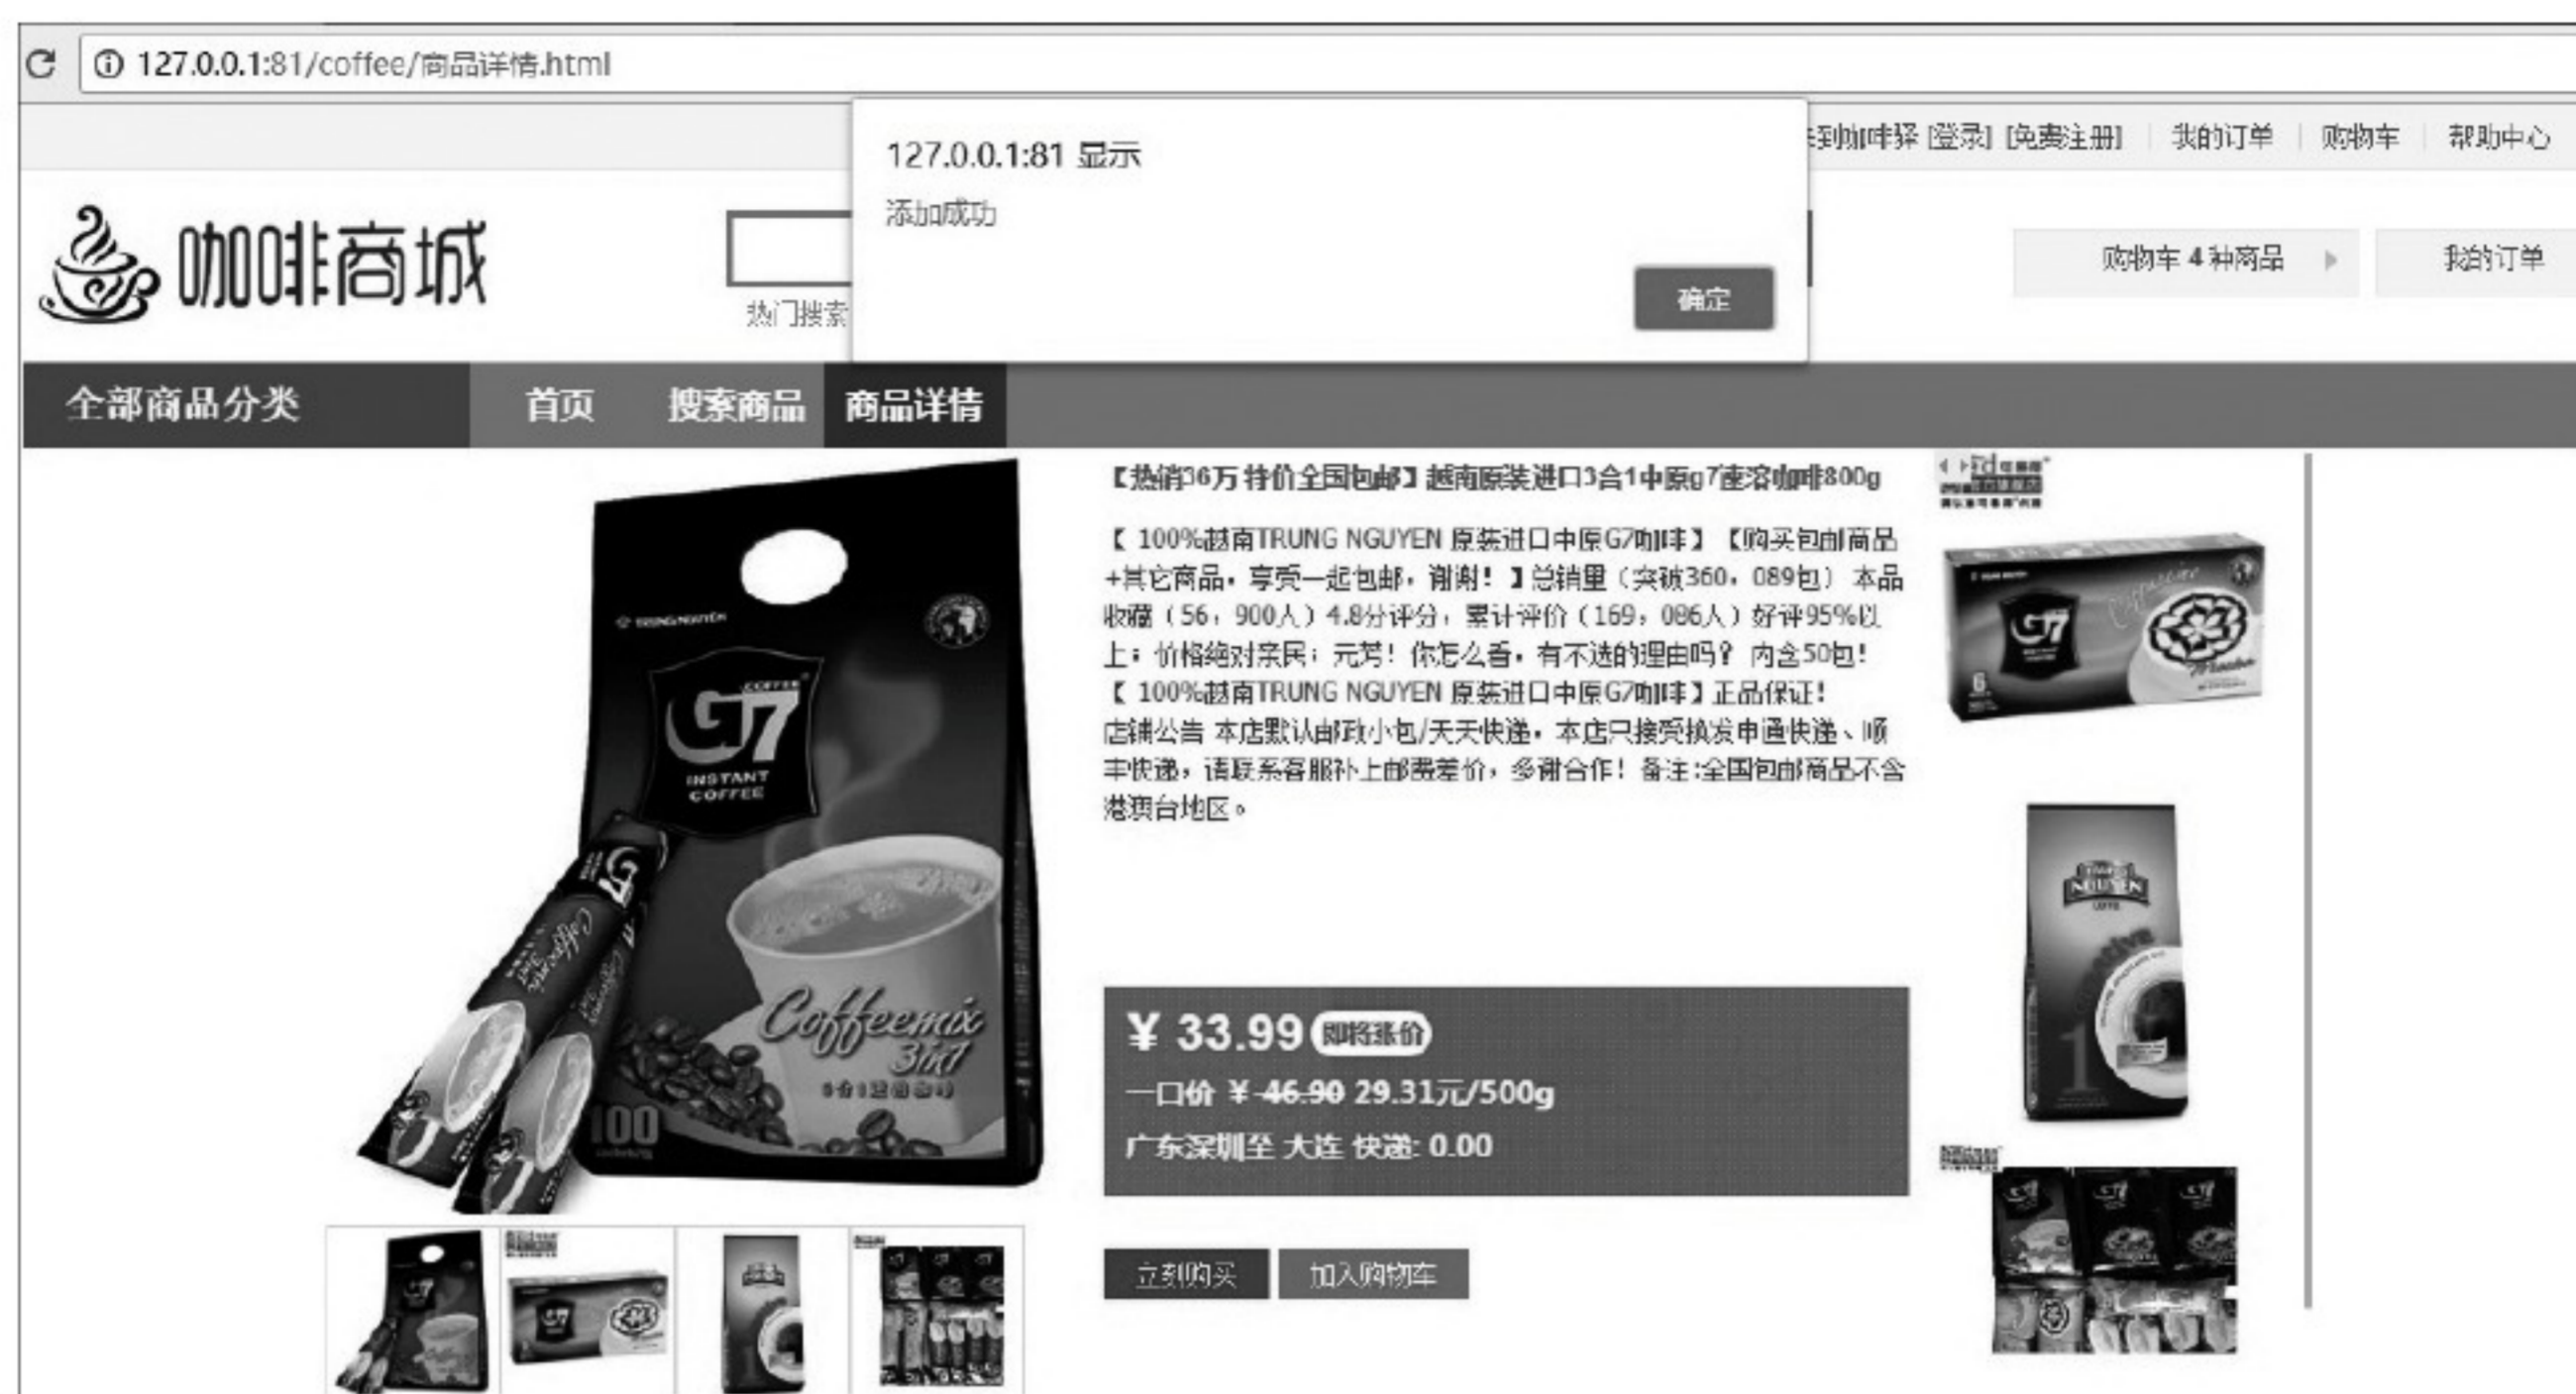 127.0.0.1:81/coffee/商品详情.html
127.0.0.1:81 显示
添加成功
确定
到咖啡驿 [登录] [免费注册]
我的订单
购物车
帮助中心
咖啡商城
热门搜索
购物车 4 种商品
我的订单
全部商品分类
首页
搜索商品
商品详情
【热销36万 特价全国包邮】越南原装进口3合1中原g7速溶咖啡800g
【 100%越南TRUNG NGUYEN 原装进口中原G7咖啡】【购买包邮商品
+其它商品，享受一起包邮，谢谢！】总销量（突破360，089包） 本品
收藏（56，900人）4.8分评分，累计评价（169，086人）好评95%以
上；价格绝对亲民；元芳！你怎么看，有不选的理由吗？ 内含50包！
【 100%越南TRUNG NGUYEN 原装进口中原G7咖啡】正品保证！
店铺公告 本店默认邮政小包/天天快递，本店只接受换发申通快递、顺
丰快递，请联系客服补上邮费差价，多谢合作！备注:全国包邮商品不含
港澳台地区。
¥ 33.99 即将涨价
一口价 ¥ 46.90 29.31元/500g
广东深圳至 大连 快递: 0.00
立刻购买
加入购物车
TRUNG NGUYEN
COFFEE
G7
INSTANT
COFFEE
Coffeemix
3in1
100
G7
Cappuccino
Mocha
6
NGUYEN
1